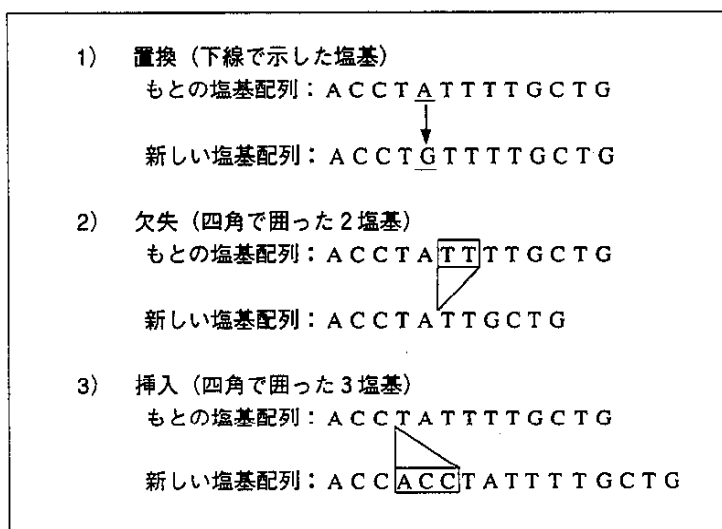 1) 置換（下線で示した塩基）
もとの塩基配列：ACCTATTTTGCTG
新しい塩基配列：ACCTGTTTTGCTG
2) 欠失（四角で囲った2塩基）
もとの塩基配列：ACCTATTTTGCTG
新しい塩基配列：ACCTATTGCTG
3) 挿入（四角で囲った3塩基）
もとの塩基配列：ACCTATTTTGCTG
新しい塩基配列：ACCACCTATTTTGCTG